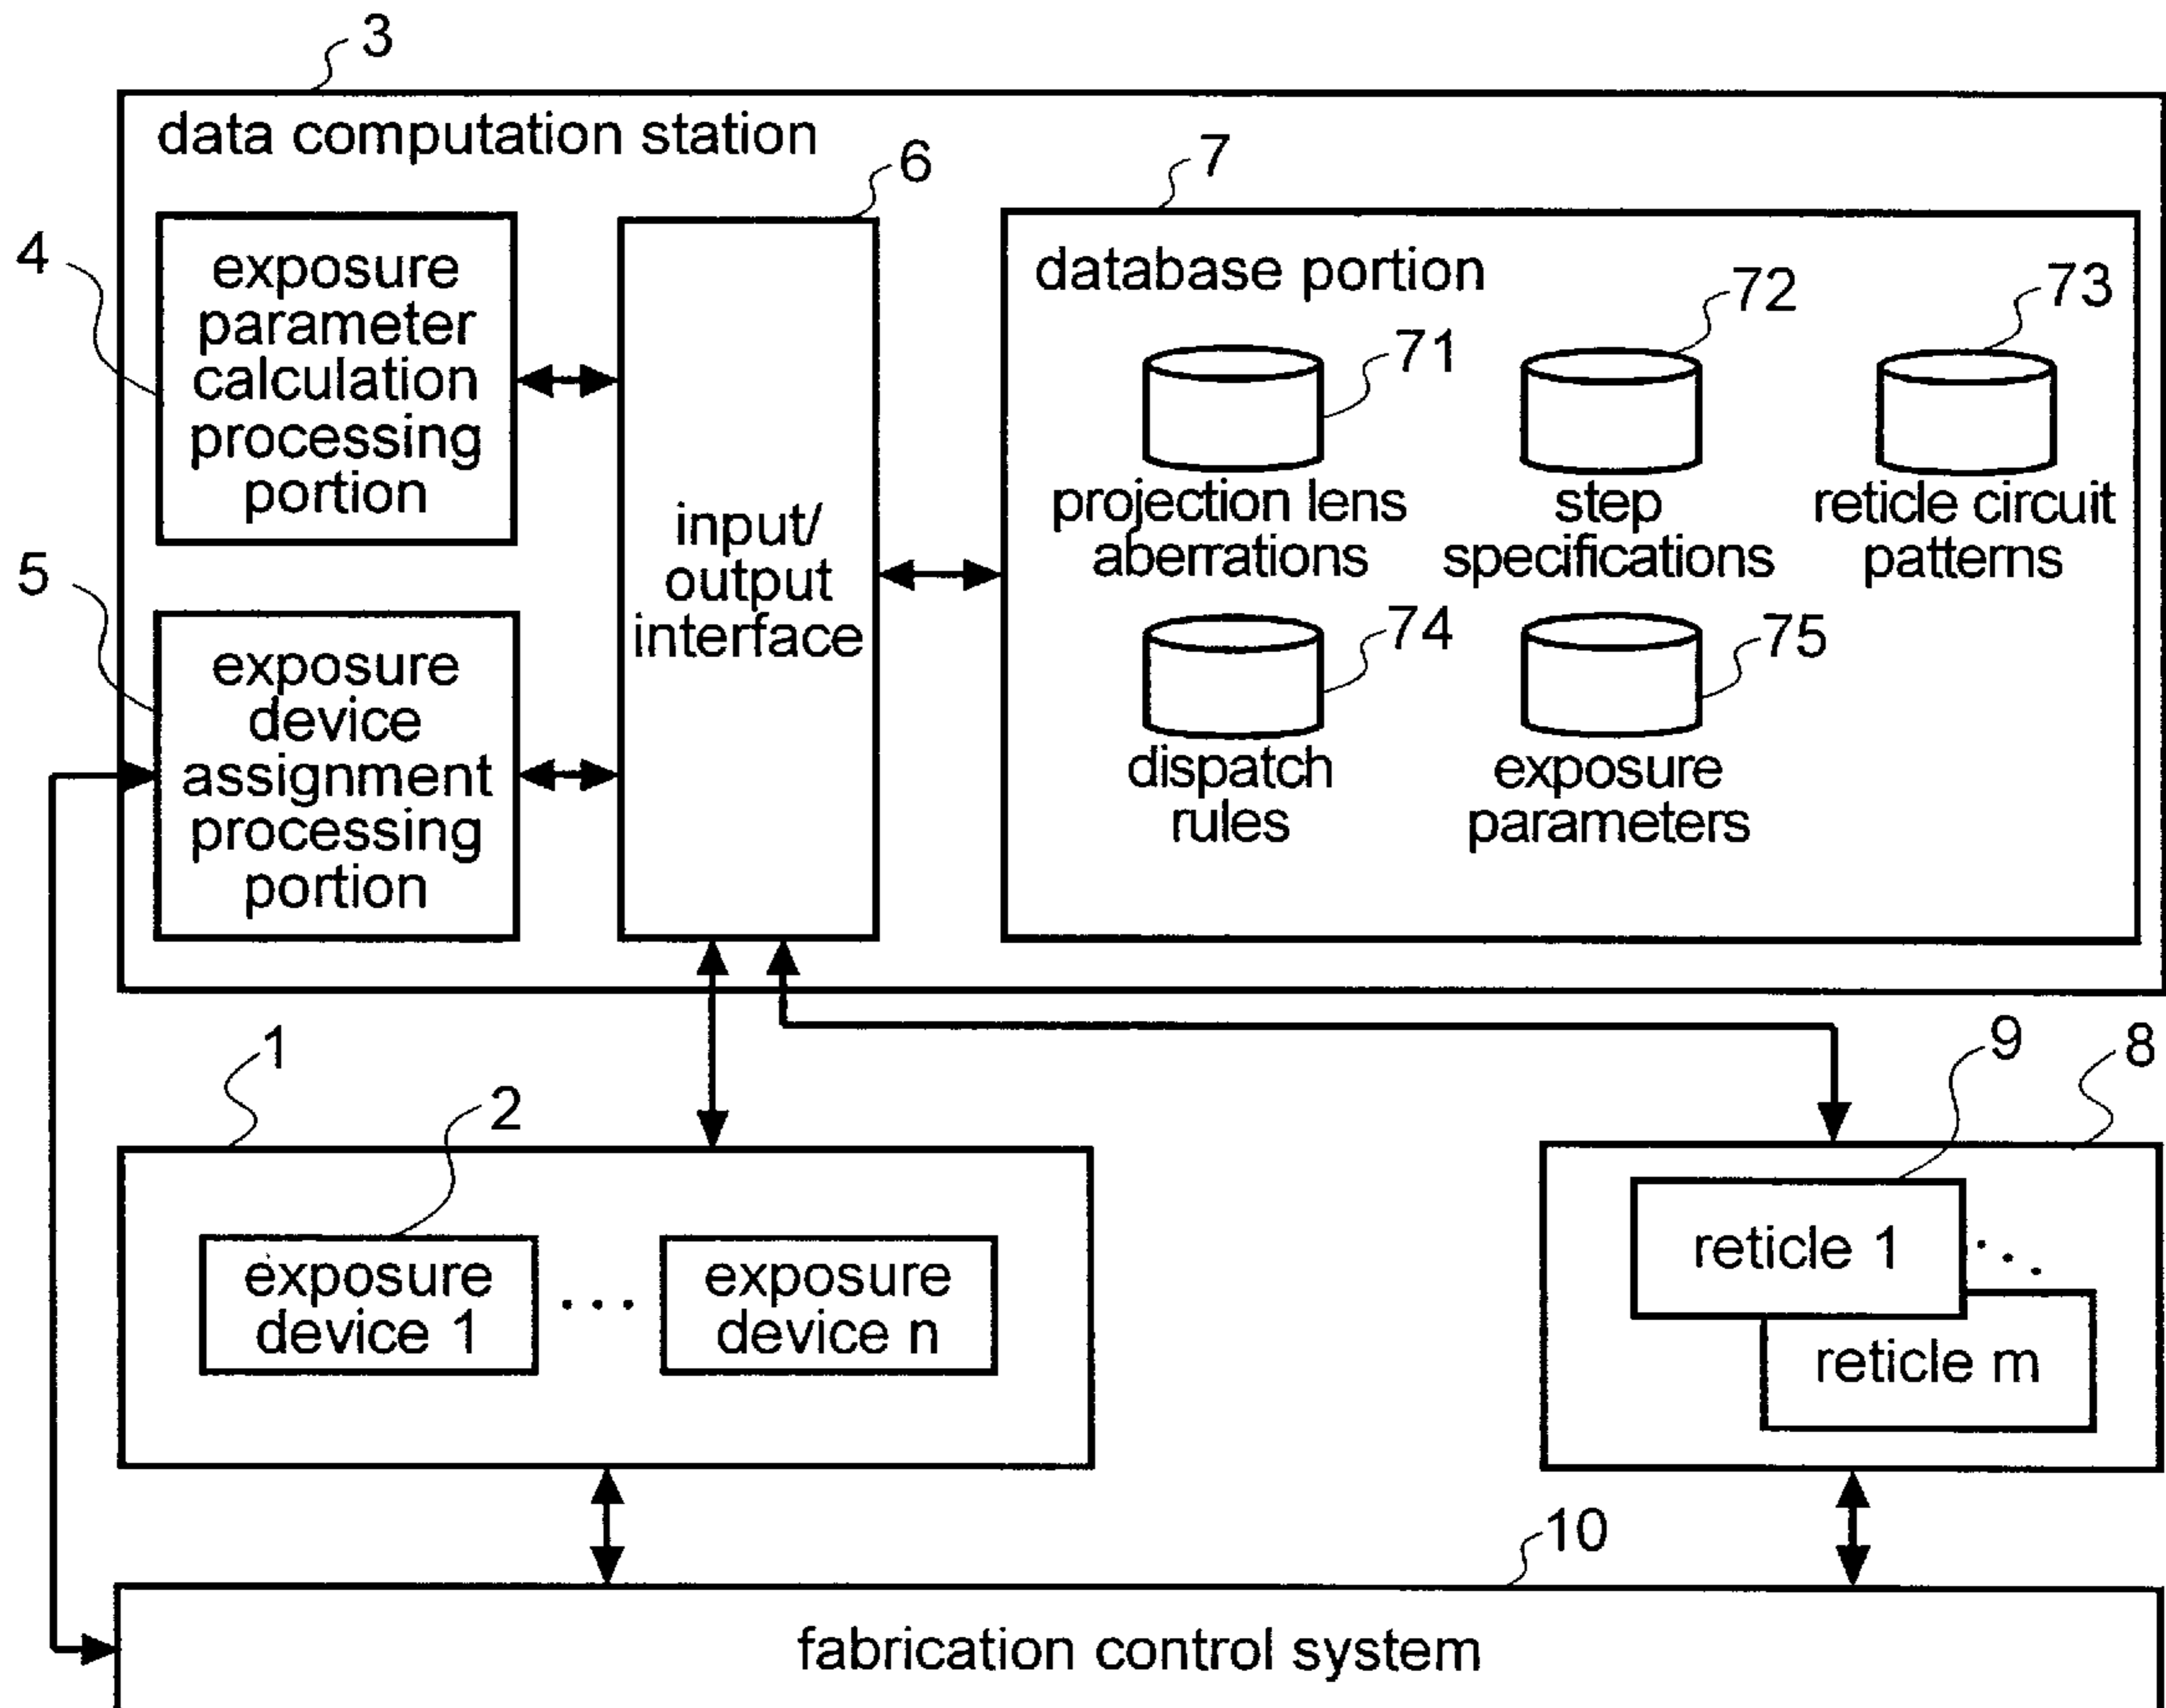 3
data computation station
6
7
4
exposure
parameter
calculation
processing
portion
input/
output
interface
database portion
71
72
73
projection lens
aberrations
step
specifications
reticle circuit
patterns
5
exposure
device
assignment
processing
portion
74
75
dispatch
rules
exposure
parameters
1
2
exposure
device 1
...
exposure
device n
9
8
reticle 1
...
reticle m
10
fabrication control system